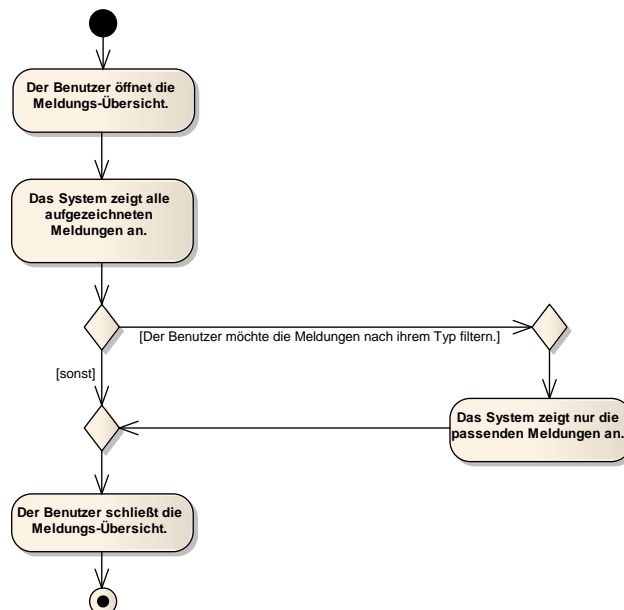 Der Benutzer öffnet die
Meldungs-Übersicht.
Das System zeigt alle
aufgezeichneten
Meldungen an.
[Der Benutzer möchte die Meldungen nach ihrem Typ filtern.]
[sonst]
Das System zeigt nur die
passenden Meldungen an.
Der Benutzer schließt die
Meldungs-Übersicht.